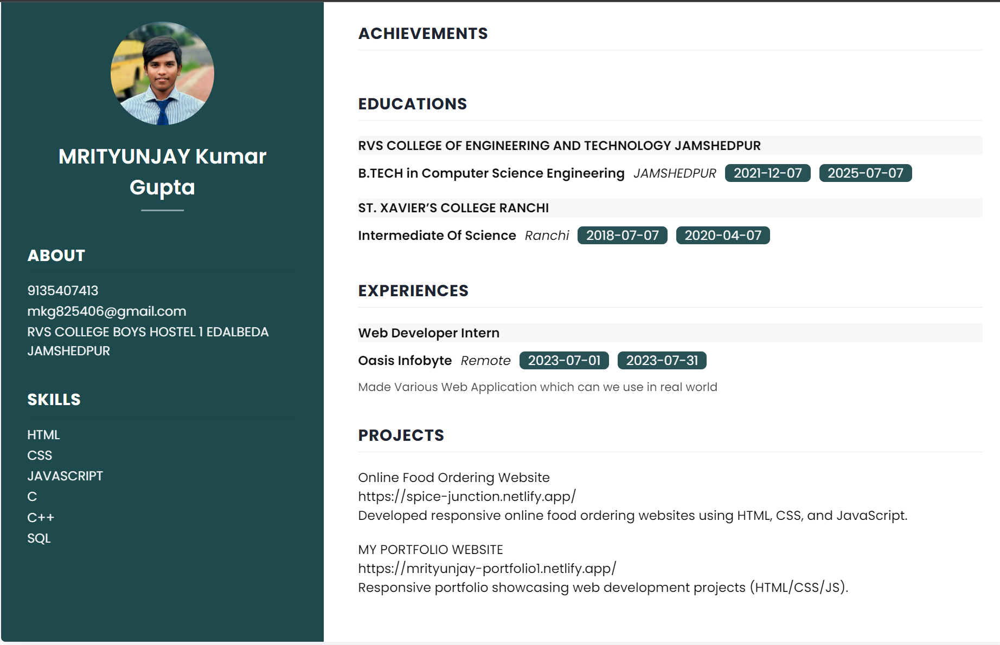 MRITYUNJAY Kumar
Gupta
ABOUT
9135407413
mkg825406@gmail.com
RVS COLLEGE BOYS HOSTEL 1 EDALBEDA
JAMSHEDPUR
SKILLS
HTML
CSS
JAVASCRIPT
C
C++
SQL
ACHIEVEMENTS
EDUCATIONS
RVS COLLEGE OF ENGINEERING AND TECHNOLOGY JAMSHEDPUR
B.TECH in Computer Science Engineering JAMSHEDPUR 2021-12-07 2025-07-07
ST. XAVIER’S COLLEGE RANCHI
Intermediate Of Science Ranchi 2018-07-07 2020-04-07
EXPERIENCES
Web Developer Intern
Oasis Infobyte Remote 2023-07-01 2023-07-31
Made Various Web Application which can we use in real world
PROJECTS
Online Food Ordering Website
https://spice-junction.netlify.app/
Developed responsive online food ordering websites using HTML, CSS, and JavaScript.
MY PORTFOLIO WEBSITE
https://mrityunjay-portfolio1.netlify.app/
Responsive portfolio showcasing web development projects (HTML/CSS/JS).